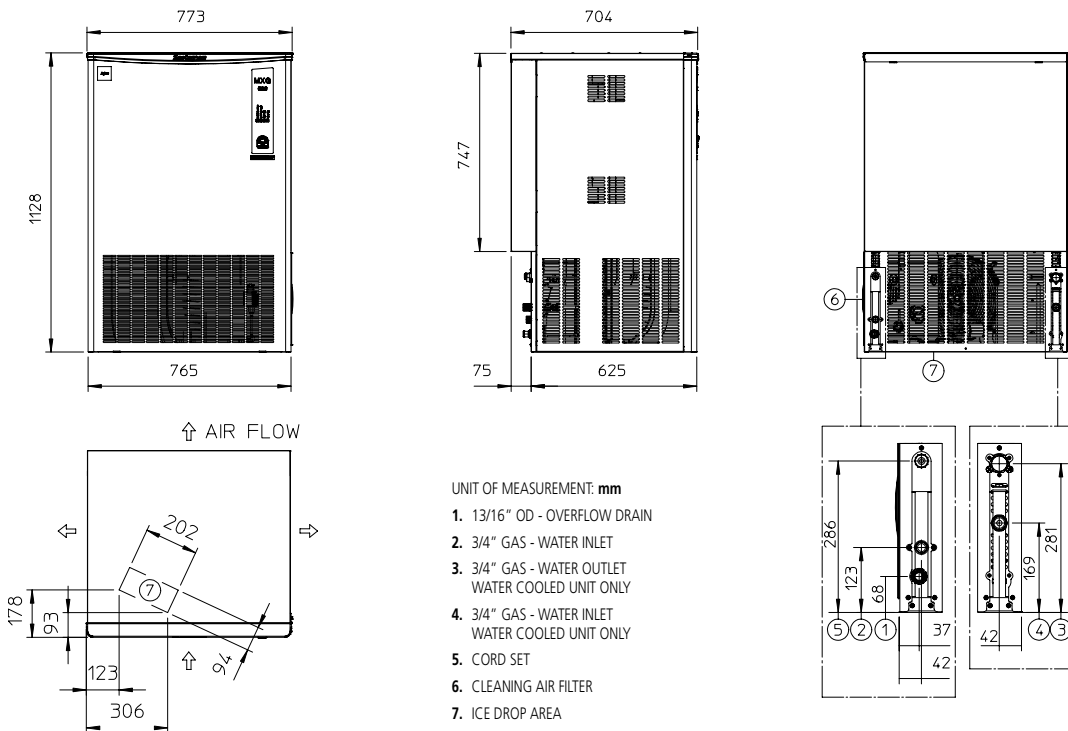 773
704
1128
747
MXG
765
75
625
6
7
AIR FLOW
202
7
178
93
123
306
94
UNIT OF MEASUREMENT: mm
1. 13/16” OD - OVERFLOW DRAIN
2. 3/4” GAS - WATER INLET
3. 3/4” GAS - WATER OUTLET
WATER COOLED UNIT ONLY
4. 3/4” GAS - WATER INLET
WATER COOLED UNIT ONLY
5. CORD SET
6. CLEANING AIR FILTER
7. ICE DROP AREA
286
123
68
5
2
1
37
42
281
169
42
4
3